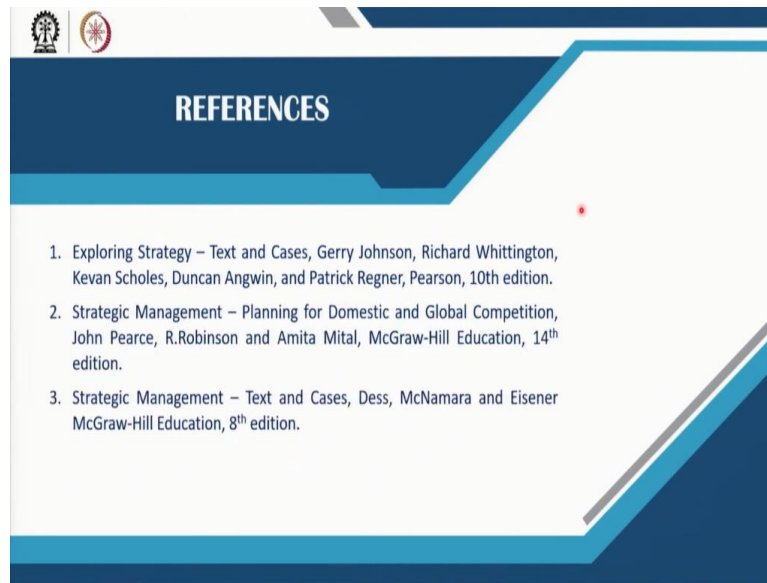 REFERENCES
1. Exploring Strategy – Text and Cases, Gerry Johnson, Richard Whittington,
Kevan Scholes, Duncan Angwin, and Patrick Regner, Pearson, 10th edition.
2. Strategic Management – Planning for Domestic and Global Competition,
John Pearce, R.Robinson and Amita Mital, McGraw-Hill Education, 14th
edition.
3. Strategic Management – Text and Cases, Dess, McNamara and Eisener
McGraw-Hill Education, 8th edition.